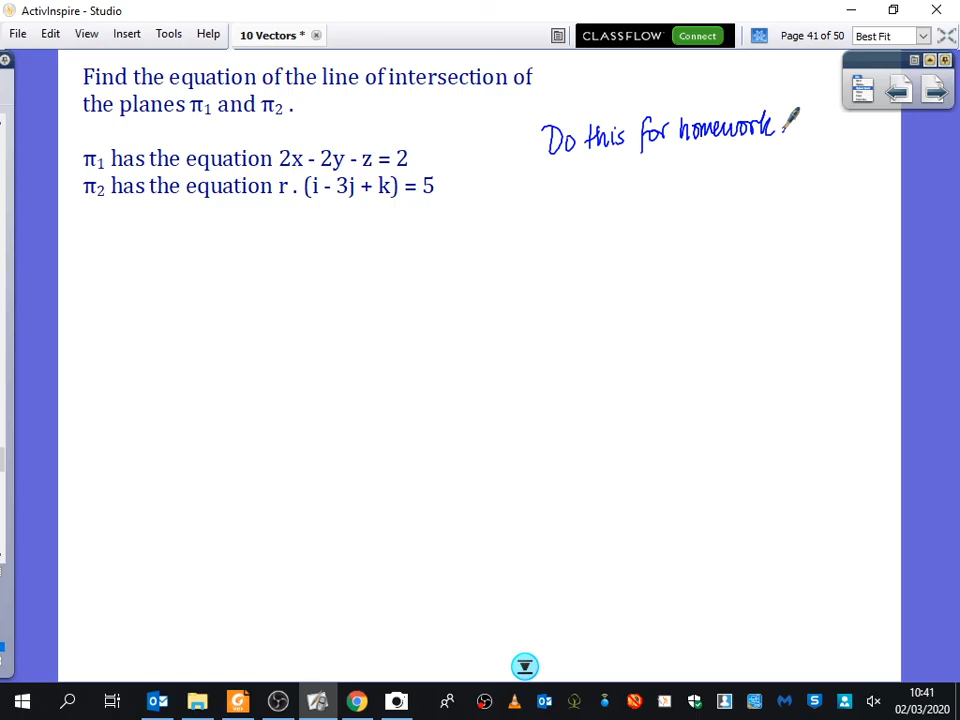 ActivInspire - Studio
File Edit View Insert Tools Help
10 Vectors *
CLASSFLOW Connect
Page 41 of 50
Best Fit
Find the equation of the line of intersection of
the planes π₁ and π₂ .
Do this for homework
π₁ has the equation 2x - 2y - z = 2
π₂ has the equation r . (i - 3j + k) = 5
10:41
02/03/2020